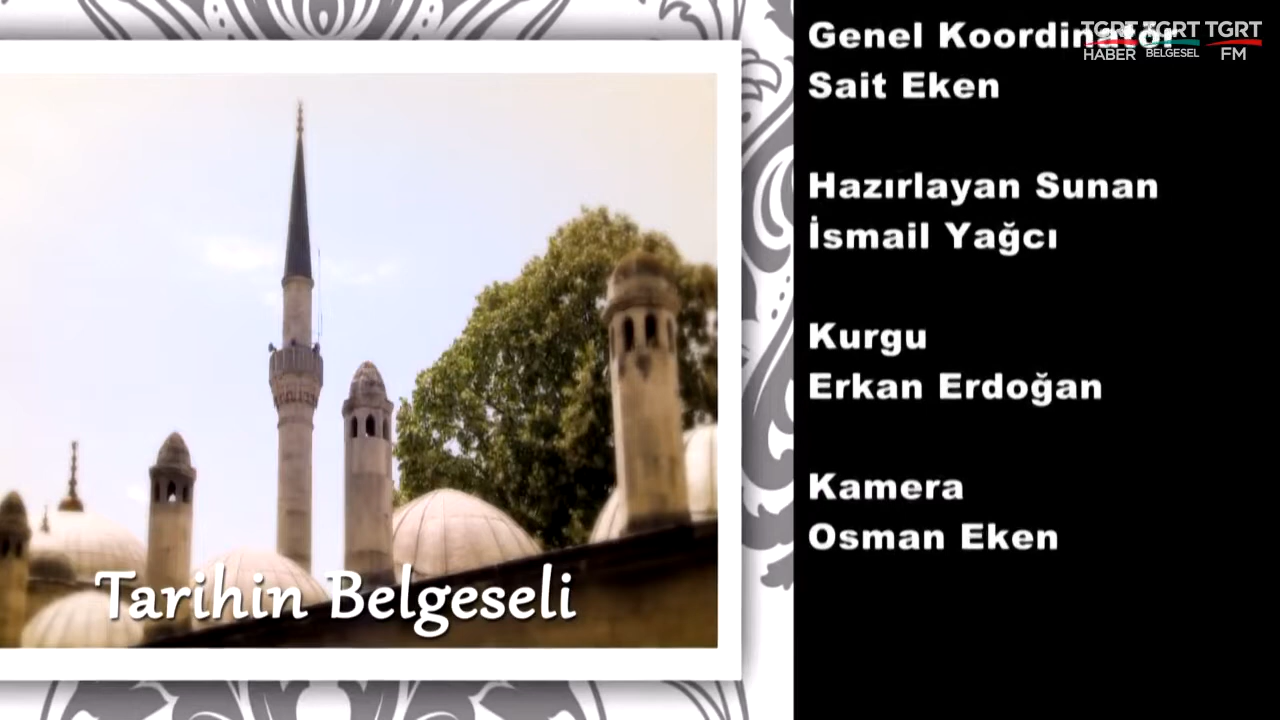 Genel Koordinatör
Sait Eken
Hazırlayan Sunan
İsmail Yağcı
Kurgu
Erkan Erdoğan
Kamera
Osman Eken
Tarihin Belgeseli
TGRT HABER
TGRT BELGESEL
TGRT FM